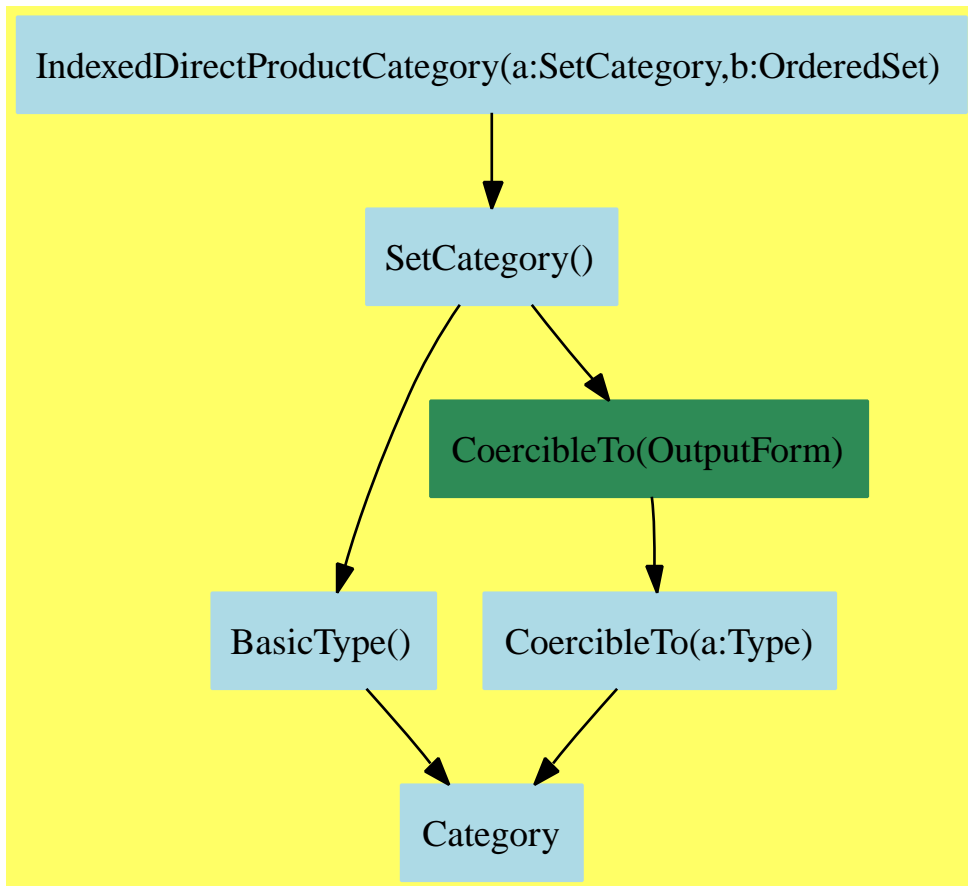 IndexedDirectProductCategory(a:SetCategory,b:OrderedSet)
SetCategory()
CoercibleTo(OutputForm)
BasicType()
CoercibleTo(a:Type)
Category